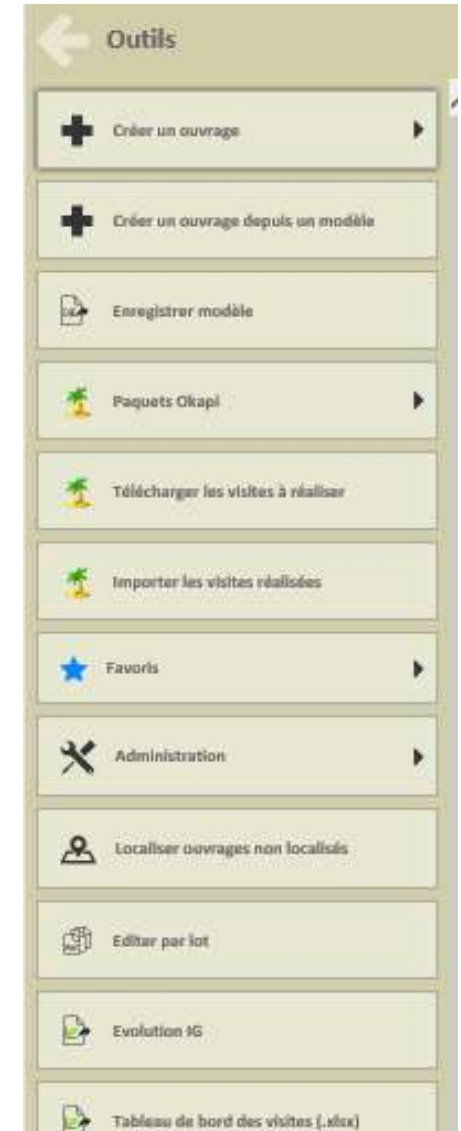 Outils
Créer un ouvrage
Créer un ouvrage depuis un modèle
Enregistrer modèle
Paquets Okapi
Télécharger les visites à réaliser
Importer les visites réalisées
Favoris
Administration
Localiser ouvrages non localisés
Editer par lot
Evolution IG
Tableau de bord des visites (.xlsx)